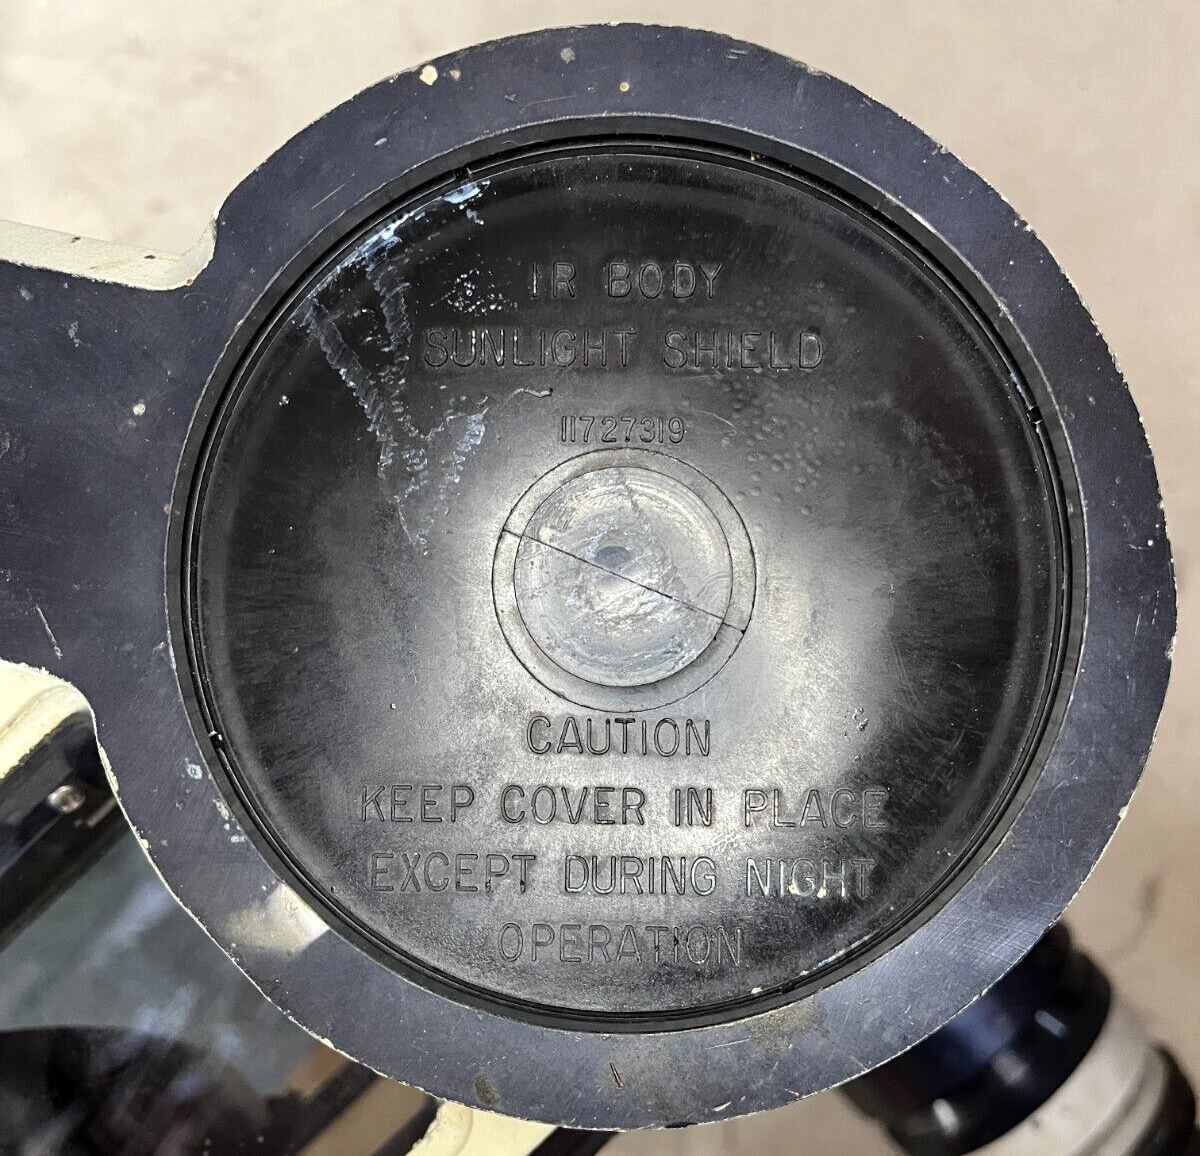 IR BODY
SUNLIGHT SHIELD
11727319
CAUTION
KEEP COVER IN PLACE
EXCEPT DURING NIGHT
OPERATION